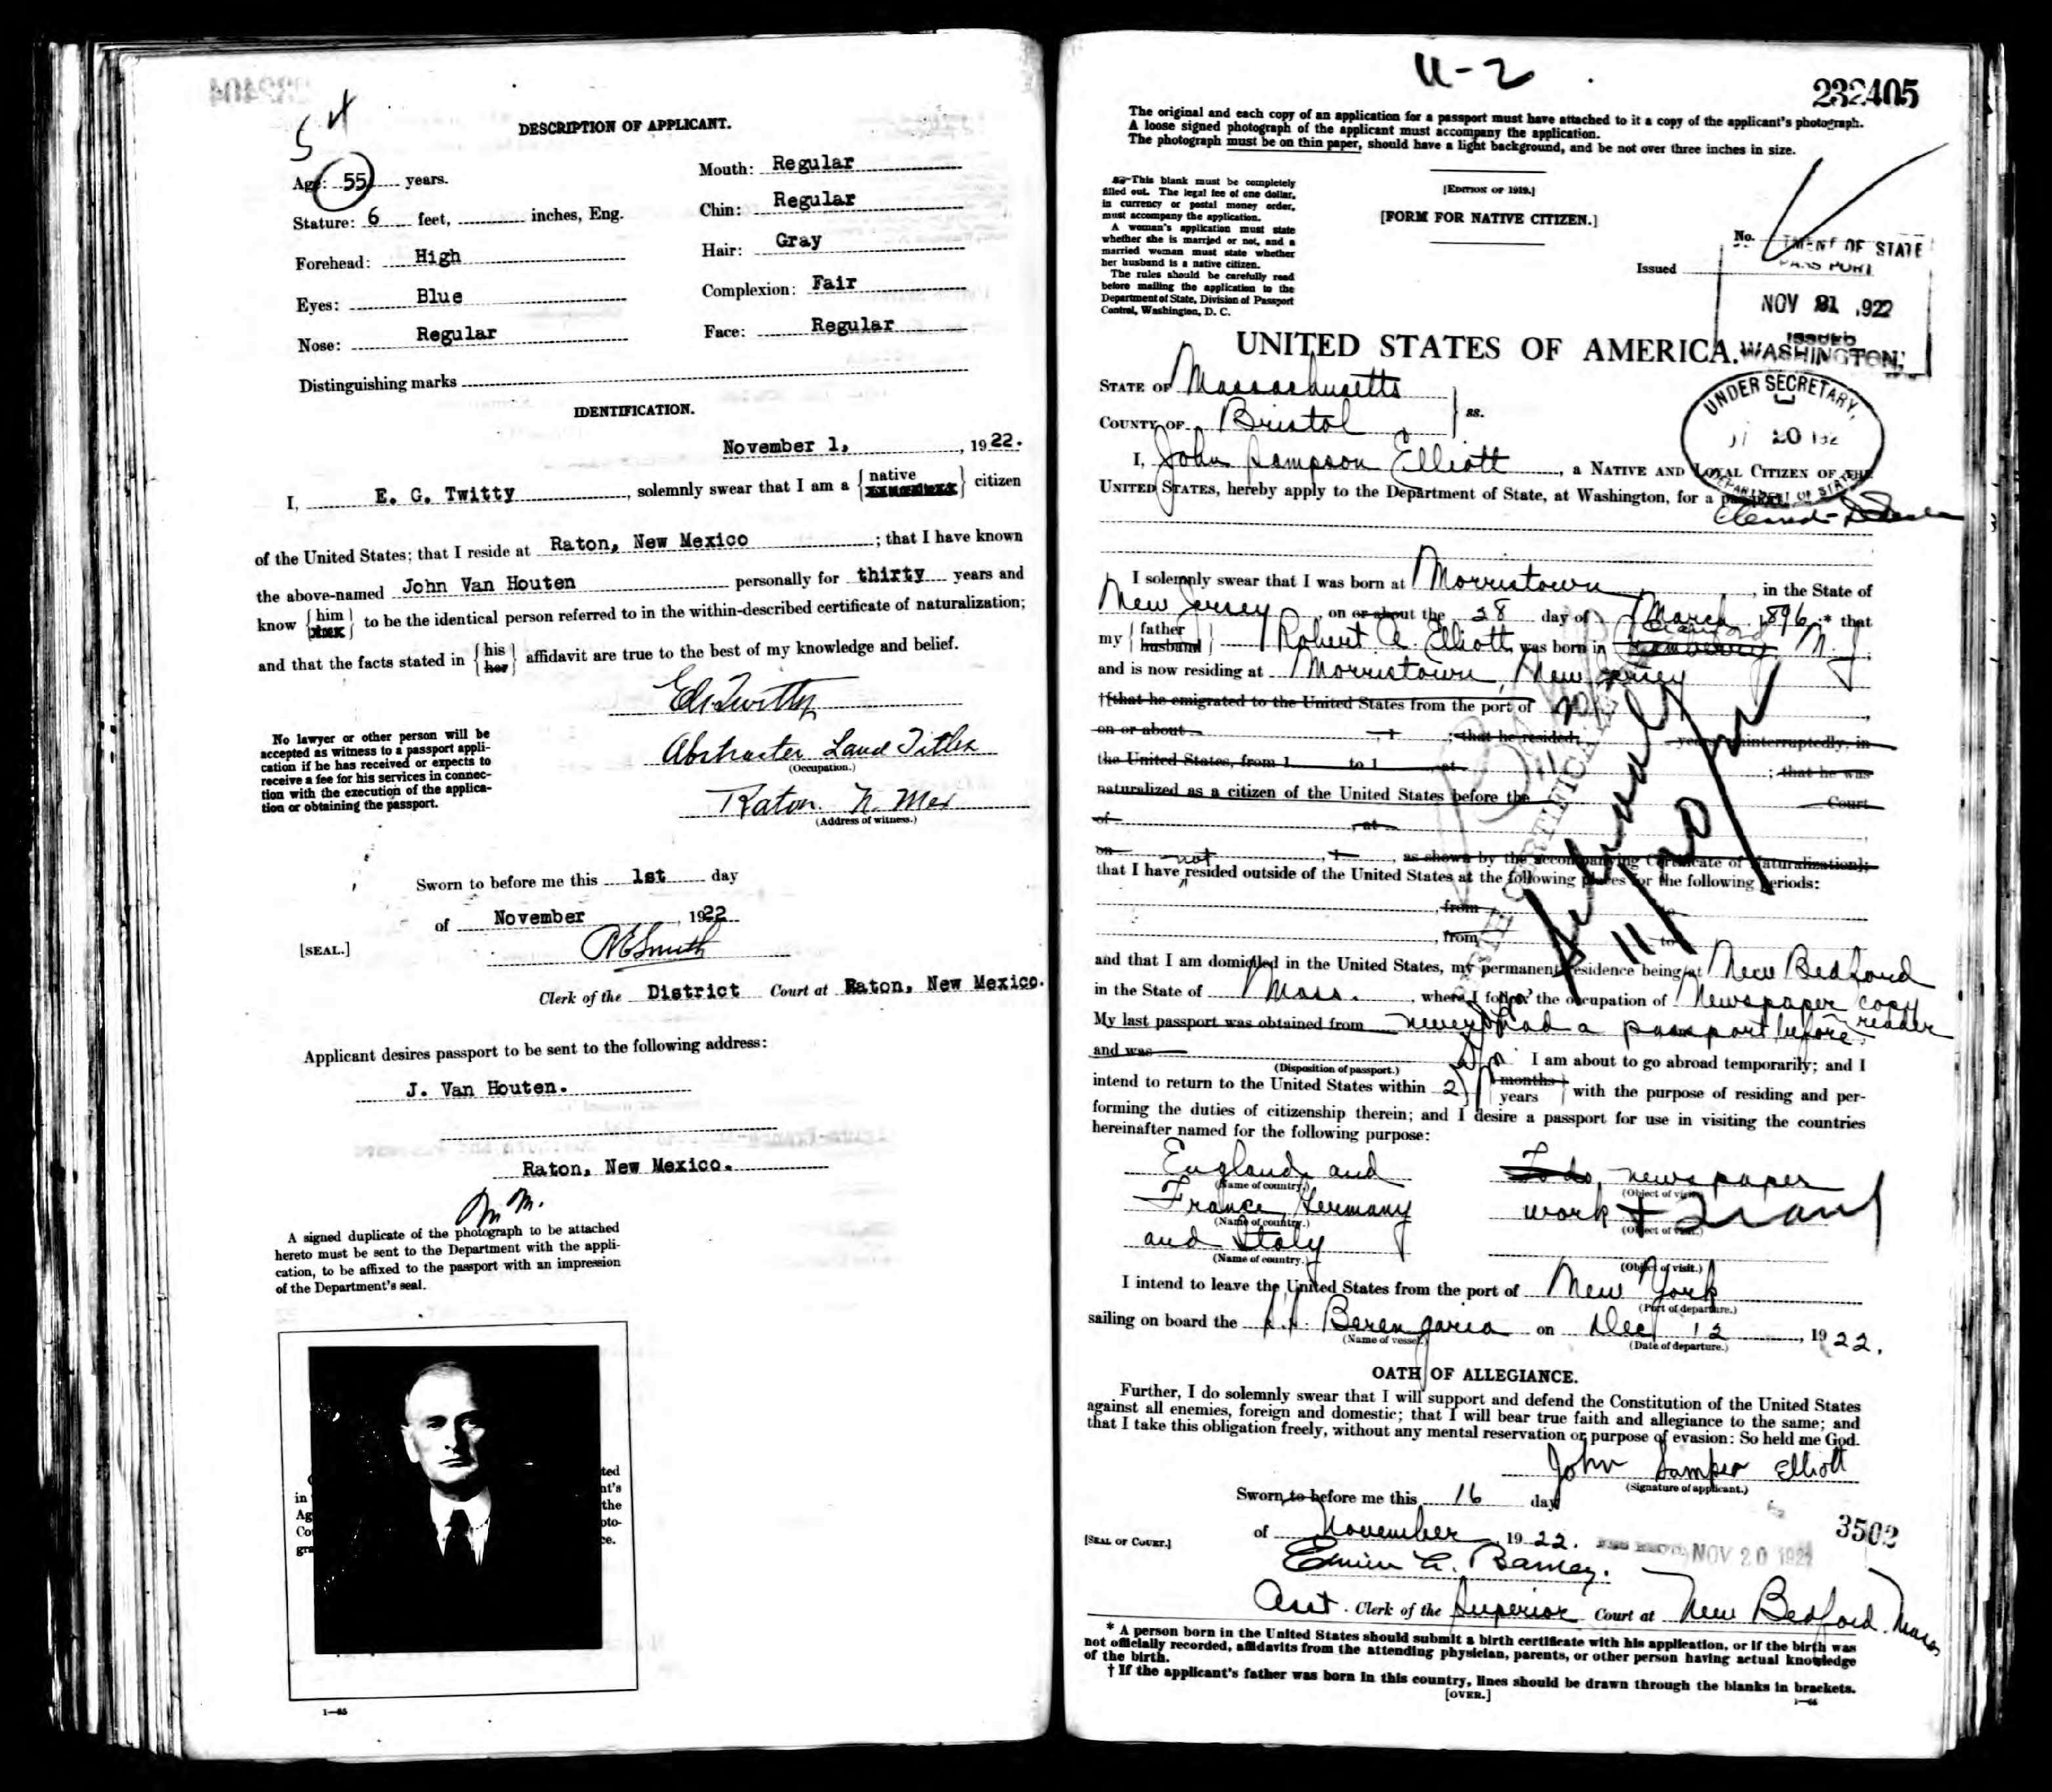 DESCRIPTION OF APPLICANT.
54
Age: 55 years.
Stature: 6 feet, inches, Eng.
Forehead: High
Eyes: Blue
Nose: Regular
Mouth: Regular
Chin: Regular
Hair: Gray
Complexion: Fair
Face: Regular
Distinguishing marks
IDENTIFICATION.
November 1, , 1922.
I, E. G. Twitty , solemnly swear that I am a {native} citizen
of the United States; that I reside at Raton, New Mexico ; that I have known
the above-named John Van Houten personally for thirty years and
know {him} to be the identical person referred to in the within-described certificate of naturalization;
and that the facts stated in {his her} affidavit are true to the best of my knowledge and belief.
No lawyer or other person will be
accepted as witness to a passport appli-
cation if he has received or expects to
receive a fee for his services in connec-
tion with the execution of the applica-
tion or obtaining the passport.
Abstracter Land Titles
(Occupation.)
Raton. N. Mex
(Address of witness.)
Sworn to before me this 1st day
of November , 1922
[SEAL.]
Smith
Clerk of the District Court at Raton, New Mexico.
Applicant desires passport to be sent to the following address:
J. Van Houten.
Raton, New Mexico.
A signed duplicate of the photograph to be attached
hereto must be sent to the Department with the appli-
cation, to be affixed to the passport with an impression
of the Department's seal.
1—65
232405
The original and each copy of an application for a passport must have attached to it a copy of the applicant's photograph.
A loose signed photograph of the applicant must accompany the application.
The photograph must be on thin paper, should have a light background, and be not over three inches in size.
This blank must be completely
filled out. The legal fee of one dollar,
in currency or postal money order,
must accompany the application.
A woman's application must state
whether she is married or not, and a
married woman must state whether
her husband is a native citizen.
The rules should be carefully read
before mailing the application to the
Department of State, Division of Passport
Control, Washington, D. C.
[EDITION OF 1919.]
[FORM FOR NATIVE CITIZEN.]
No.
TMENT OF STATE
PASSPORT
Issued
NOV 21 1922
ISSUED
WASHINGTON
UNITED STATES OF AMERICA.
UNDER SECRETARY,
20
DEPARTMENT OF STATE
STATE OF Massachusetts
COUNTY OF Bristol ss.
I, John Sampson Elliott , a NATIVE AND LOYAL CITIZEN OF THE
UNITED STATES, hereby apply to the Department of State, at Washington, for a passport
I solemnly swear that I was born at Morristown , in the State of
New Jersey , on or about the 28 day of March , 1896,* that
my {father husband} Robert A. Elliott was born in N. J.
and is now residing at Morristown, New Jersey
†[that he emigrated to the United States from the port of
on or about , 1 ; that he resided years, uninterruptedly, in
the United States, from 1 to 1 , at ; that he was
naturalized as a citizen of the United States before the Court
of , at ,
on , 1 , as shown by the accompanying Certificate of Naturalization];
that I have not resided outside of the United States at the following places for the following periods:
, from to
, from to
and that I am domiciled in the United States, my permanent residence being at New Bedford
in the State of Mass. , where I follow the occupation of Newspaper copy reader
My last passport was obtained from never had a passport before.
and was
(Disposition of passport.)
I am about to go abroad temporarily; and I
intend to return to the United States within 2 {months years} with the purpose of residing and per-
forming the duties of citizenship therein; and I desire a passport for use in visiting the countries
hereinafter named for the following purpose:
England and To do newspaper
(Name of country.) (Object of visit.)
France, Germany work + Travel
(Name of country.) (Object of visit.)
and Italy
(Name of country.) (Object of visit.)
I intend to leave the United States from the port of New York
(Port of departure.)
sailing on board the S.S. Berengaria on Dec 12 , 1922.
(Name of vessel.) (Date of departure.)
OATH OF ALLEGIANCE.
Further, I do solemnly swear that I will support and defend the Constitution of the United States
against all enemies, foreign and domestic; that I will bear true faith and allegiance to the same; and
that I take this obligation freely, without any mental reservation or purpose of evasion: So held me God.
John Sampson Elliott
(Signature of applicant.)
Sworn to before me this 16 day
of November , 1922.
[SEAL OF COURT.]
NOV 20 1922
3502
Edwin A. Barney.
Asst. Clerk of the Superior Court at New Bedford. Mass
* A person born in the United States should submit a birth certificate with his application, or if the birth was
not officially recorded, affidavits from the attending physician, parents, or other person having actual knowledge
of the birth.
† If the applicant's father was born in this country, lines should be drawn through the blanks in brackets.
[OVER.]